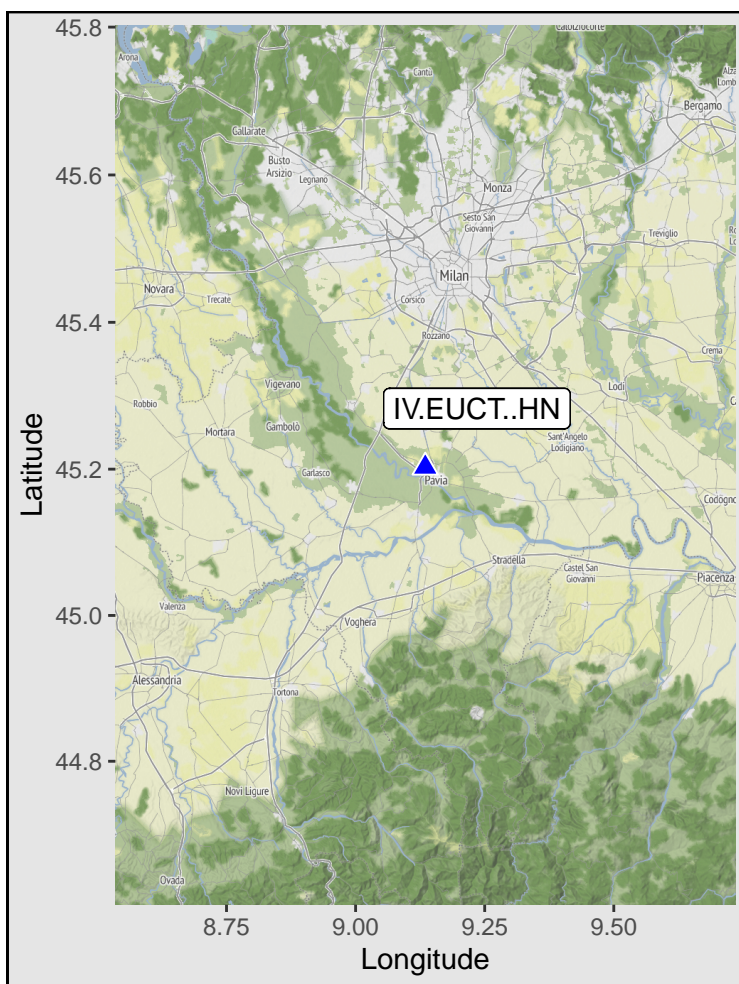 45.8
45.6
45.4
45.2
45.0
44.8
Latitude
Arona
Cantù
Calolziocorte
Bergamo
Gallarate
Busto
Arsizio
Legnano
Monza
Sesto San
Giovanni
Treviglio
Milan
Novara
Trecate
Corsico
Rozzano
Crema
Vigevano
Lodi
Robbio
IV.EUCT..HN
Mortara
Gambolò
Sant'Angelo
Lodigiano
Garlasco
Pavia
Codogno
Stradella
Castel San
Giovanni
Piacenza
Valenza
Voghera
Alessandria
Tortona
Novi Ligure
Ovada
8.75
9.00
9.25
9.50
Longitude